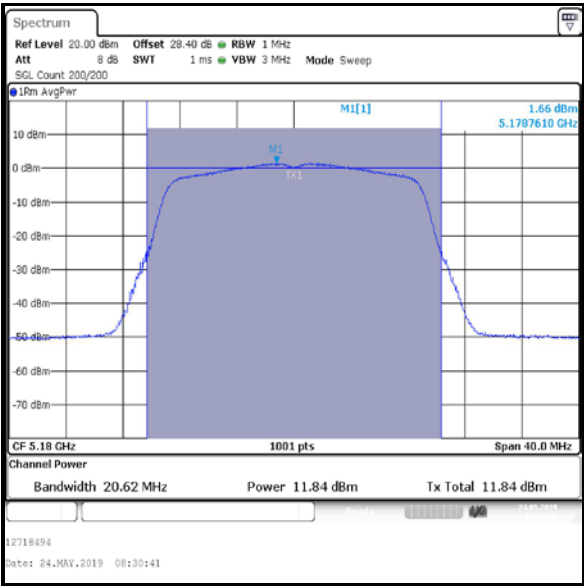 Spectrum
Ref Level 20.00 dBm Offset 28.40 dB RBW 1 MHz
Att 8 dB SWT 1 ms VBW 3 MHz Mode Sweep
SGL Count 200/200
1Rm AvgPwr
M1[1] 1.66 dBm
5.1787610 GHz
10 dBm
M1
0 dBm
TX1
-10 dBm
-20 dBm
-30 dBm
-40 dBm
-50 dBm
-60 dBm
-70 dBm
CF 5.18 GHz 1001 pts Span 40.0 MHz
Channel Power
Bandwidth 20.62 MHz Power 11.84 dBm Tx Total 11.84 dBm
Ready 24.05.2019
12718494
Date: 24.MAY.2019 08:30:41